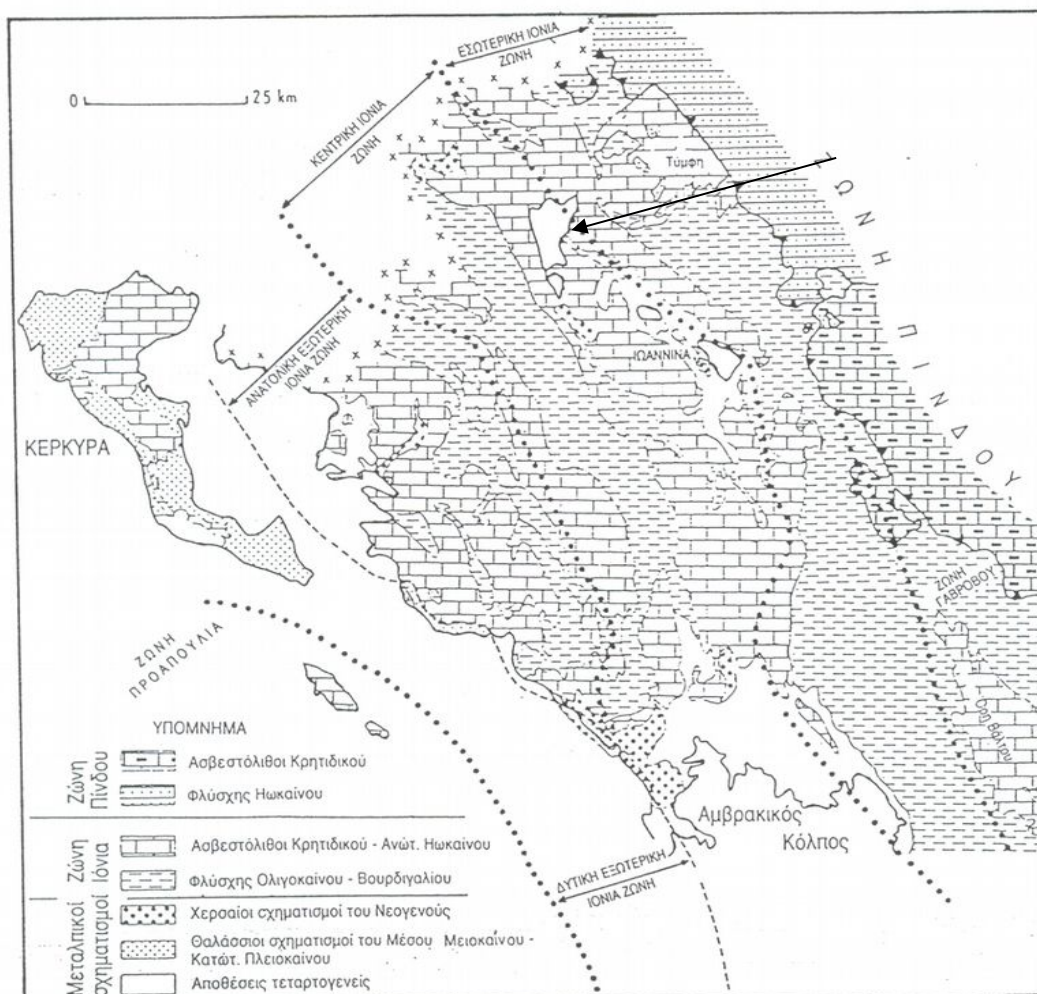 ΕΣΩΤΕΡΙΚΗ ΙΟΝΙΑ
ΖΩΝΗ
0 25 km
ΚΕΝΤΡΙΚΗ ΙΟΝΙΑ
ΖΩΝΗ
Τύμφη
ΖΩΝΗ ΠΙΝΔΟΥ
ΑΝΑΤΟΛΙΚΗ ΕΞΩΤΕΡΙΚΗ
ΙΟΝΙΑ ΖΩΝΗ
ΙΩΑΝΝΙΝΑ
ΚΕΡΚΥΡΑ
ΖΩΝΗ
ΓΑΒΡΟΒΟΥ
ΖΩΝΗ
ΠΡΟΑΠΟΥΛΙΑ
Όρη Βάλτου
Αμβρακικός
Κόλπος
ΔΥΤΙΚΗ ΕΞΩΤΕΡΙΚΗ
ΙΟΝΙΑ ΖΩΝΗ
ΥΠΟΜΝΗΜΑ
Ζώνη
Πίνδου
Ασβεστόλιθοι Κρητιδικού
Φλύσχης Ηωκαίνου
Ζώνη
Ιόνια
Ασβεστόλιθοι Κρητιδικού - Ανώτ. Ηωκαίνου
Φλύσχης Ολιγοκαίνου - Βουρδιγαλίου
Μεταλπικοί
σχηματισμοί
Χερσαίοι σχηματισμοί του Νεογενούς
Θαλάσσιοι σχηματισμοί του Μέσου Μειοκαίνου -
Κατώτ. Πλειοκαίνου
Αποθέσεις τεταρτογενείς